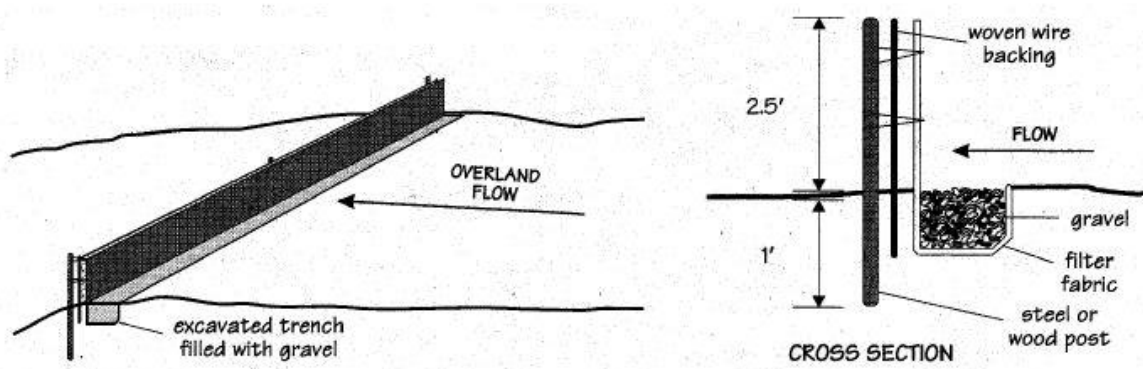 OVERLAND
FLOW
excavated trench
filled with gravel
woven wire
backing
2.5'
FLOW
gravel
1'
filter
fabric
steel or
wood post
CROSS SECTION